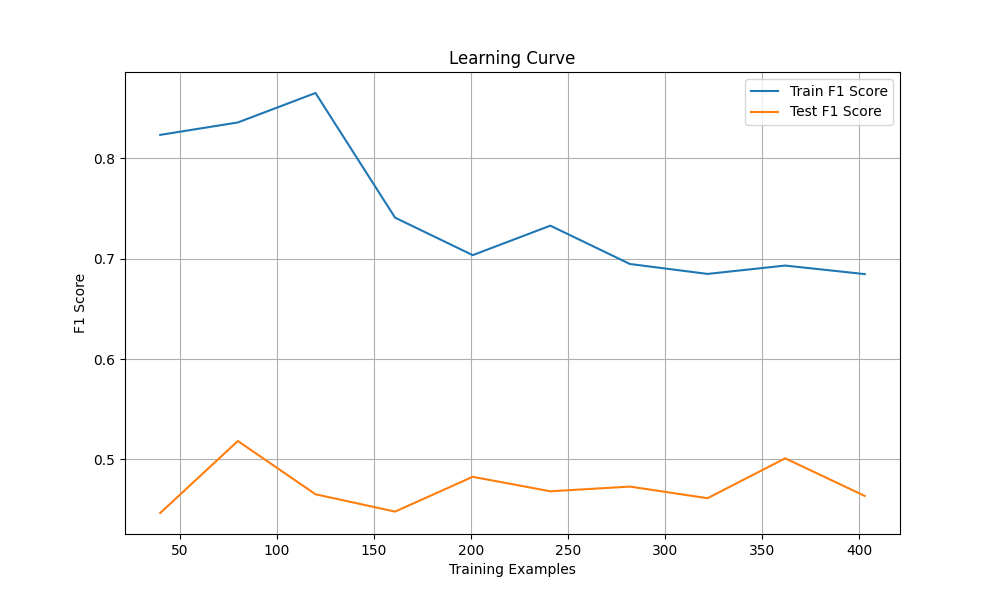 Learning Curve
Train F1 Score
Test F1 Score
F1 Score
0.8
0.7
0.6
0.5
50 100 150 200 250 300 350 400
Training Examples